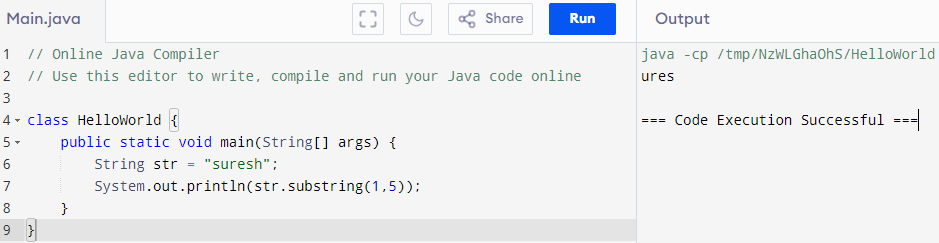 Main.java Share Run Output
1 // Online Java Compiler
2 // Use this editor to write, compile and run your Java code online
3
4 class HelloWorld {
5 public static void main(String[] args) {
6 String str = "suresh";
7 System.out.println(str.substring(1,5));
8 }
9 }
java -cp /tmp/NzWLGhaOhS/HelloWorld
ures
=== Code Execution Successful ===